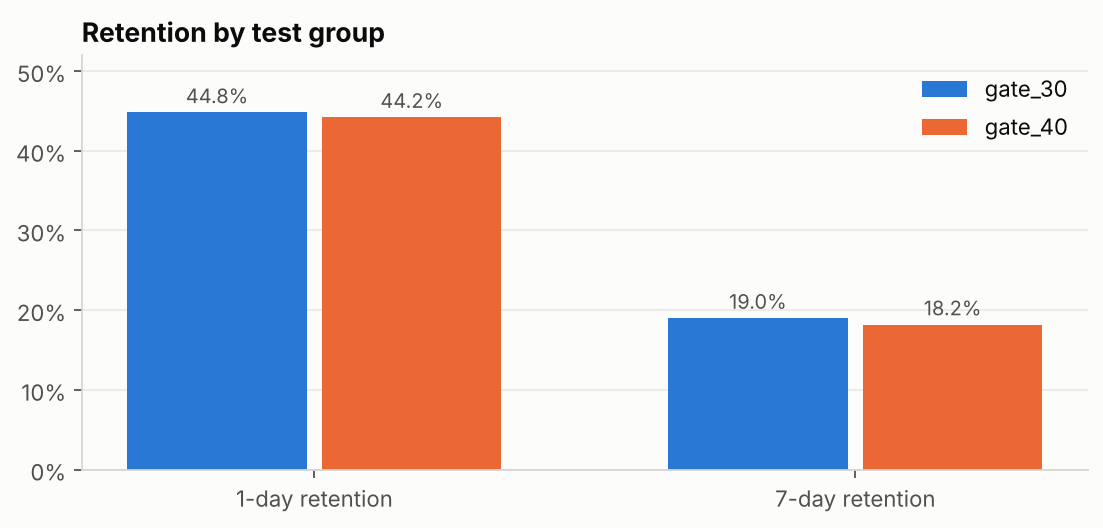 Retention by test group
50%
40%
30%
20%
10%
0%
44.8%
44.2%
19.0%
18.2%
gate_30
gate_40
1-day retention
7-day retention